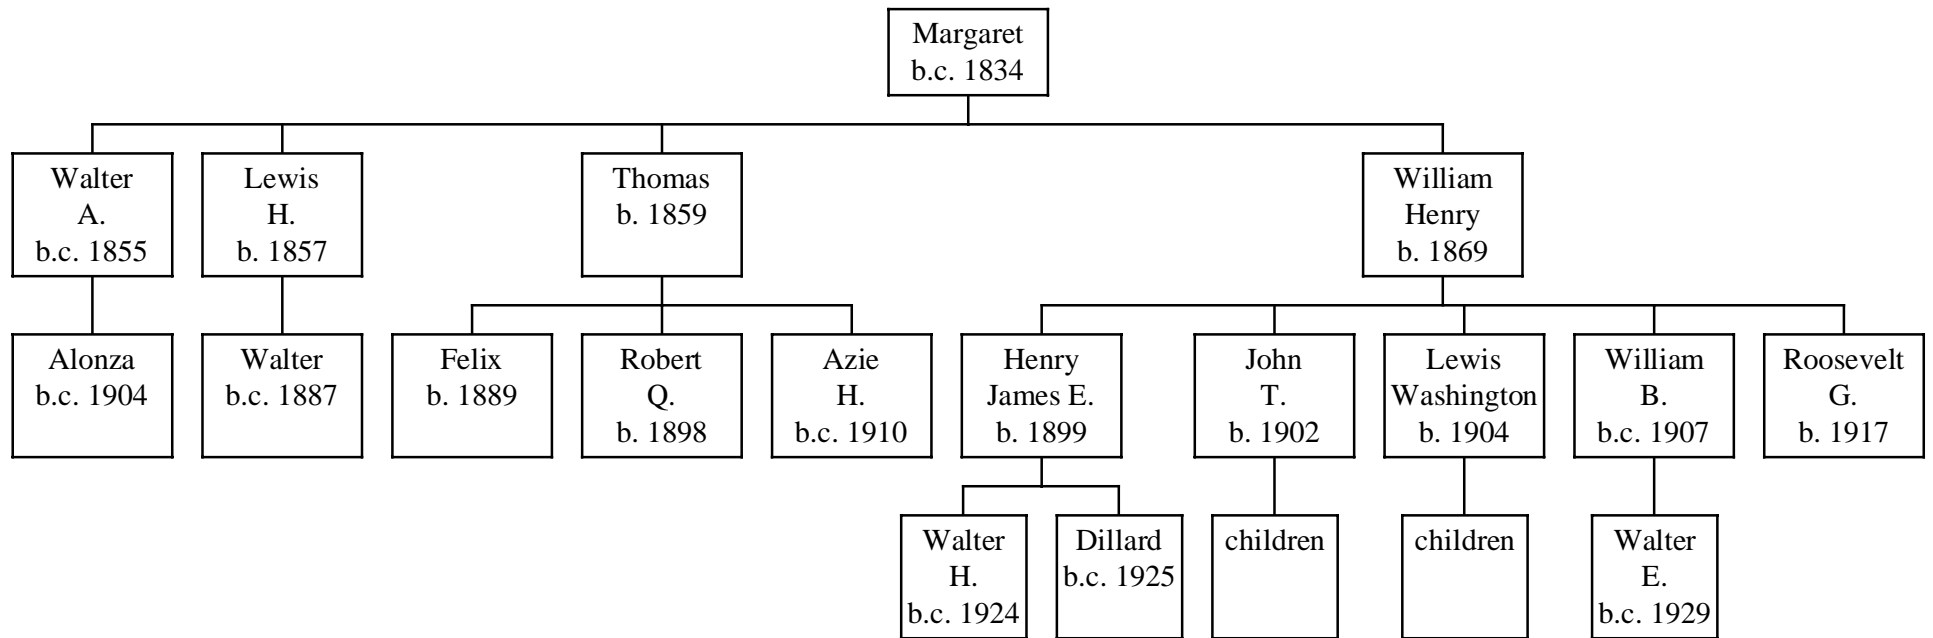 Margaret
b.c. 1834
Walter
A.
b.c. 1855
Lewis
H.
b. 1857
Thomas
b. 1859
William
Henry
b. 1869
Alonza
b.c. 1904
Walter
b.c. 1887
Felix
b. 1889
Robert
Q.
b. 1898
Azie
H.
b.c. 1910
Henry
James E.
b. 1899
John
T.
b. 1902
Lewis
Washington
b. 1904
William
B.
b.c. 1907
Roosevelt
G.
b. 1917
Walter
H.
b.c. 1924
Dillard
b.c. 1925
children
children
Walter
E.
b.c. 1929